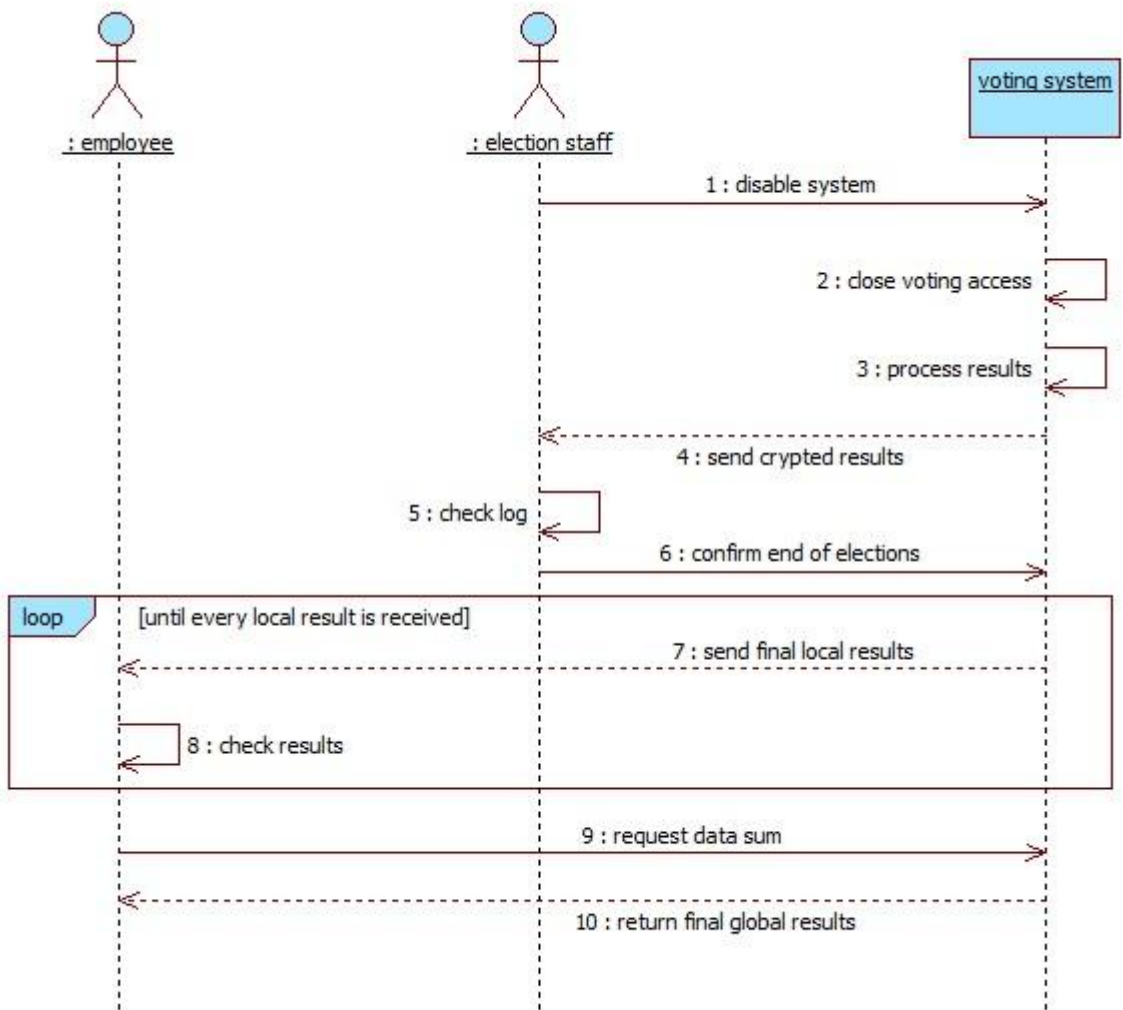 : employee
: election staff
voting system
1 : disable system
2 : close voting access
3 : process results
4 : send crypted results
5 : check log
6 : confirm end of elections
loop
[until every local result is received]
7 : send final local results
8 : check results
9 : request data sum
10 : return final global results